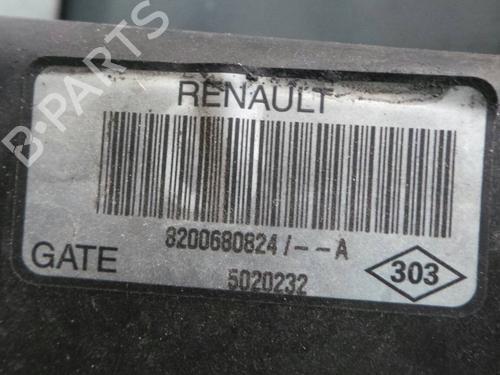 B-PARTS
RENAULT
8200680824/--A
GATE
303
5020232